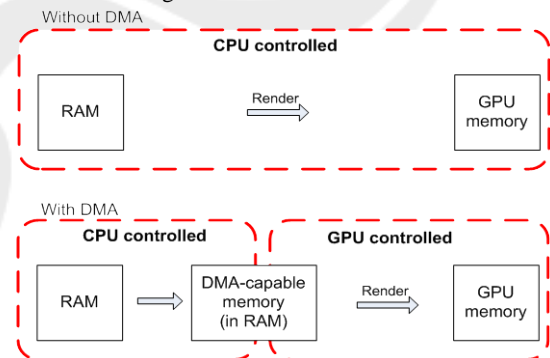 Without DMA
CPU controlled
RAM
Render
GPU
memory
With DMA
CPU controlled
GPU controlled
RAM
DMA-capable
memory
(in RAM)
Render
GPU
memory